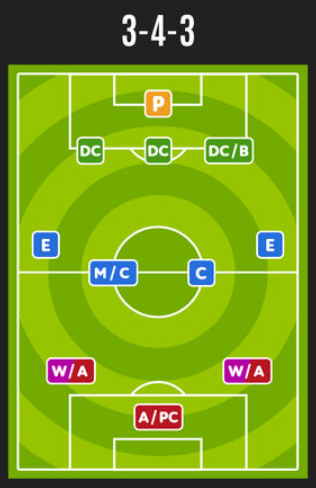 3-4-3
P
DC DC DC/B
E E
M/C C
W/A W/A
A/PC